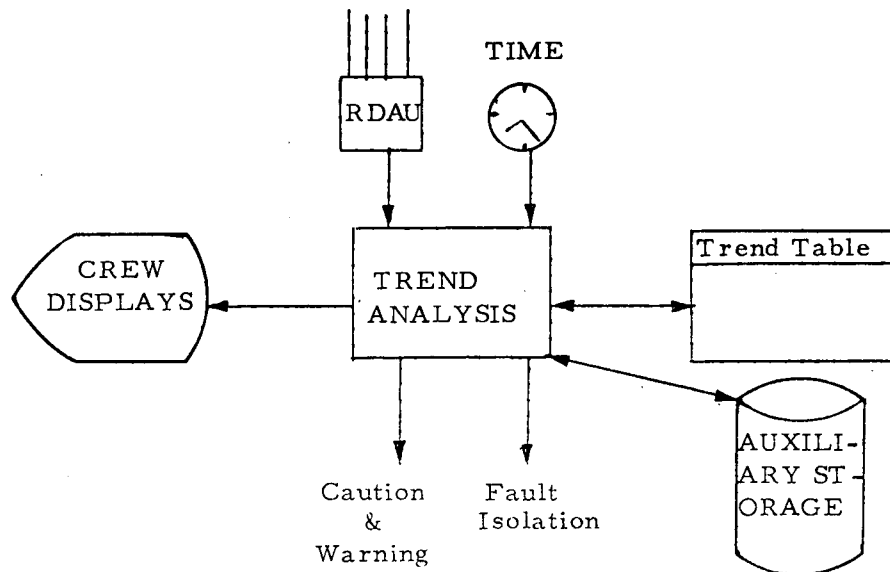 TIME
RDAU
CREW
DISPLAYS
TREND
ANALYSIS
Trend Table
AUXILI-
ARY ST-
ORAGE
Caution
&
Warning
Fault
Isolation